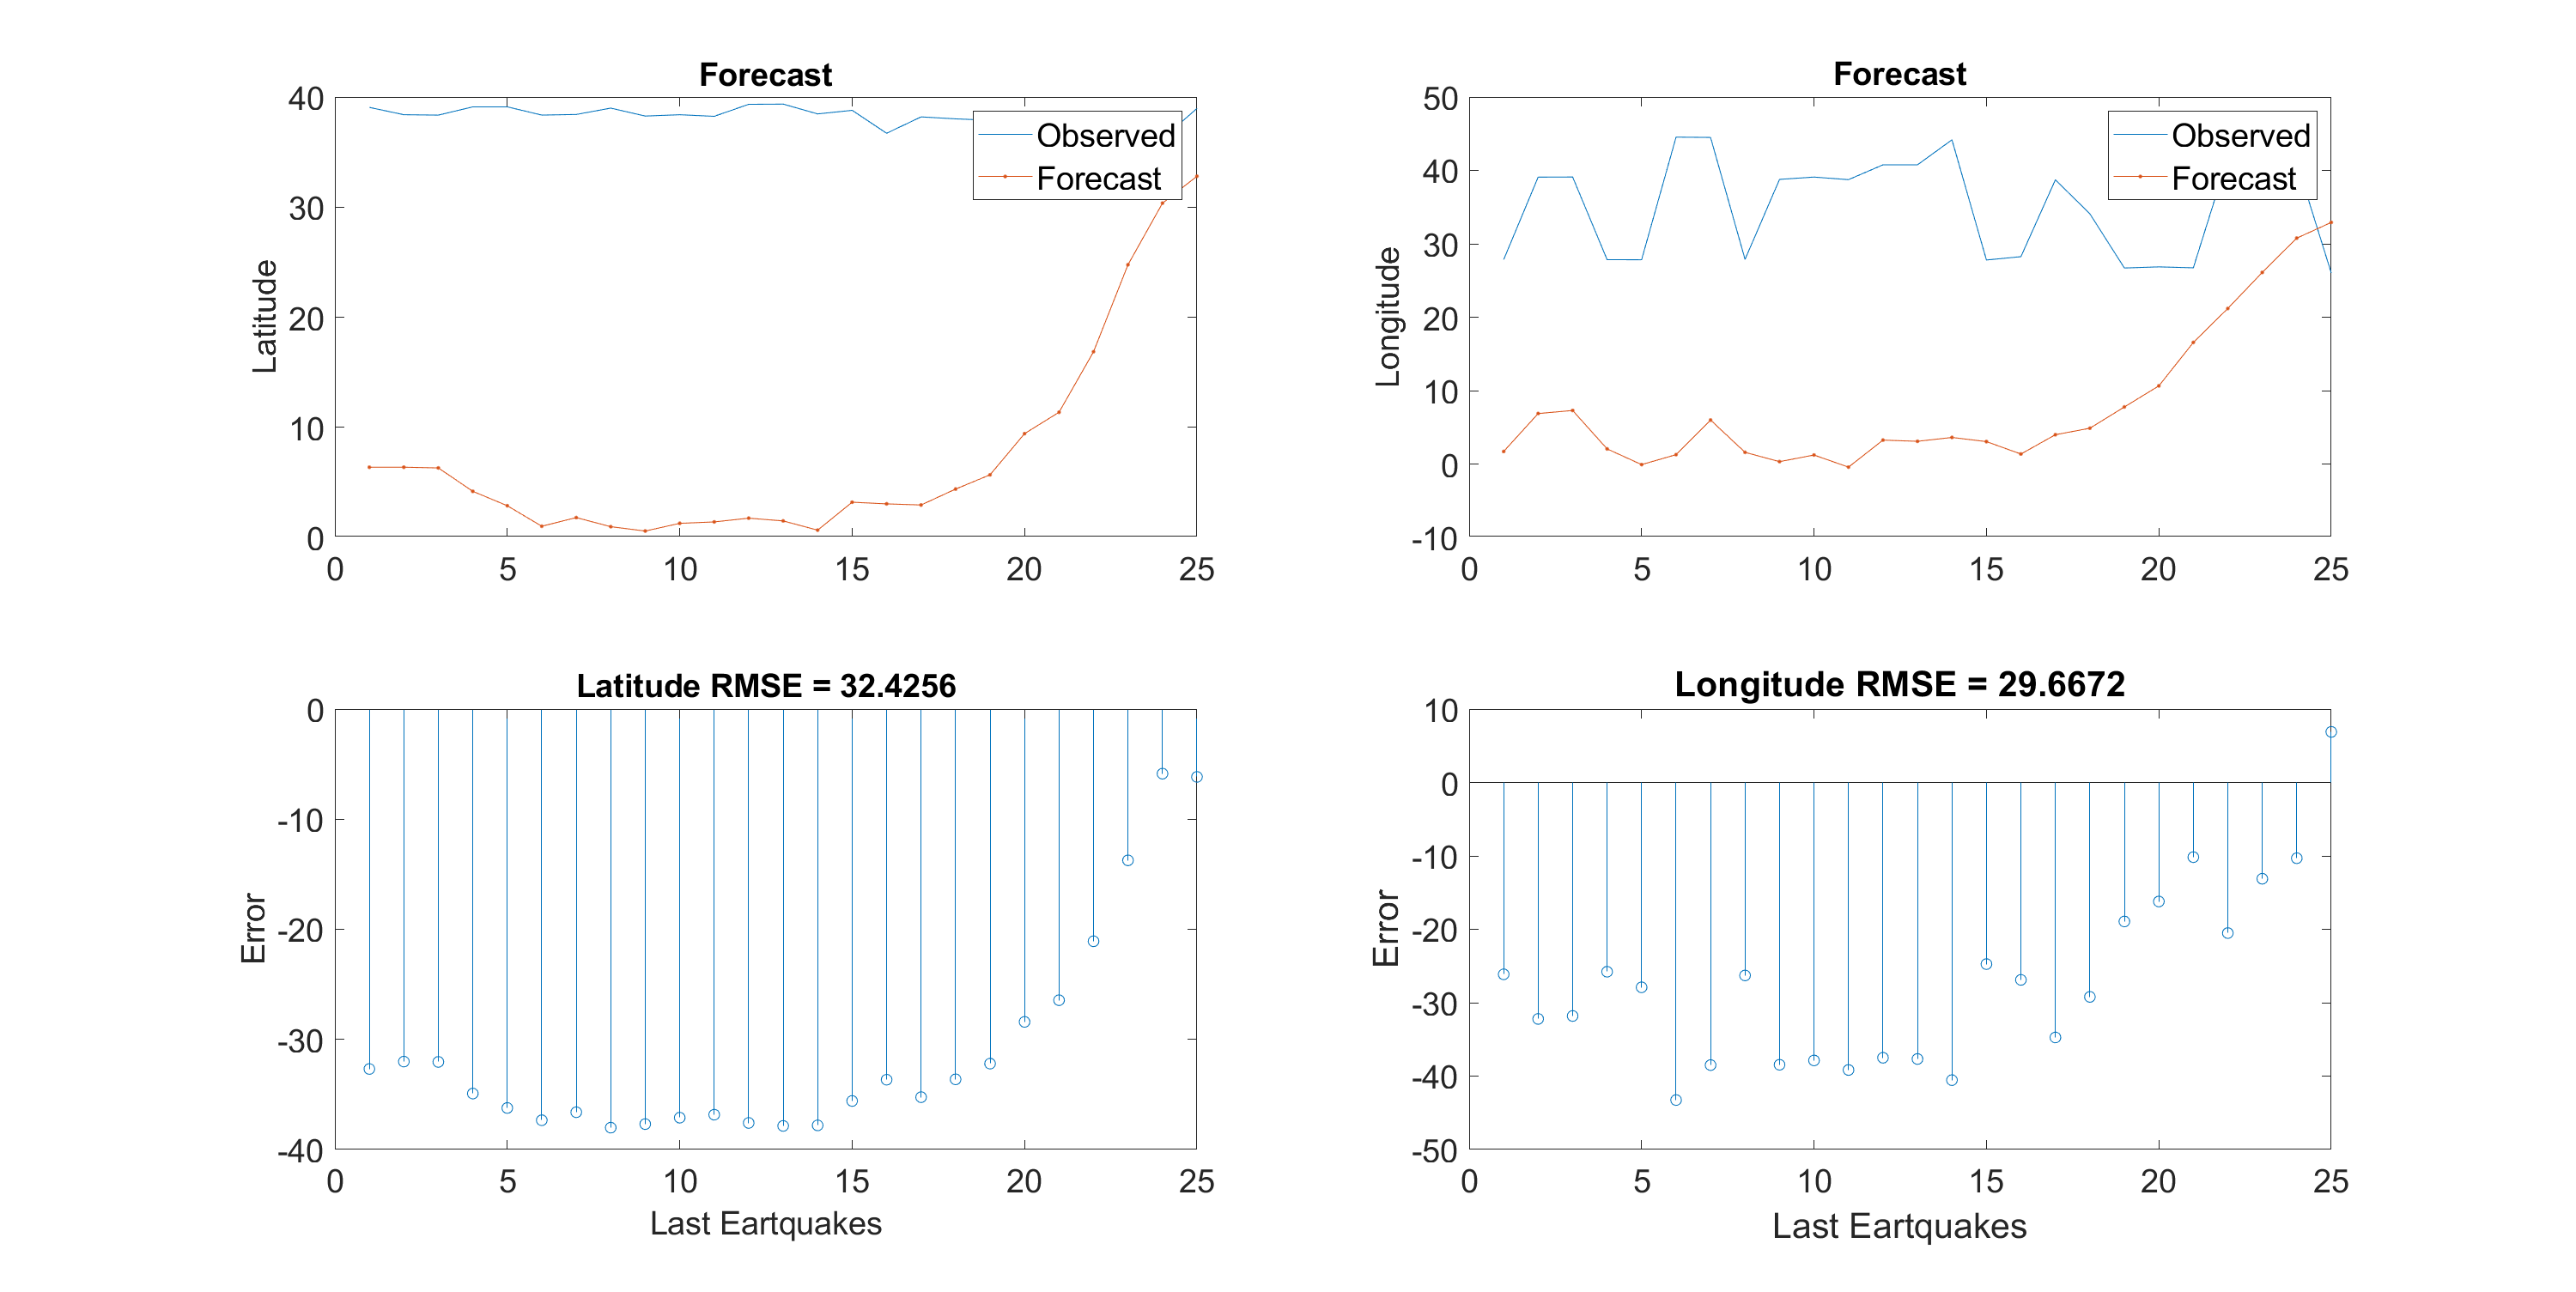 Forecast
40
30
20
10
0
Latitude
0 5 10 15 20 25
Observed
Forecast
Forecast
50
40
30
20
10
0
-10
Longitude
0 5 10 15 20 25
Observed
Forecast
Latitude RMSE = 32.4256
0
-10
-20
-30
-40
Error
0 5 10 15 20 25
Last Eartquakes
Longitude RMSE = 29.6672
10
0
-10
-20
-30
-40
-50
Error
0 5 10 15 20 25
Last Eartquakes